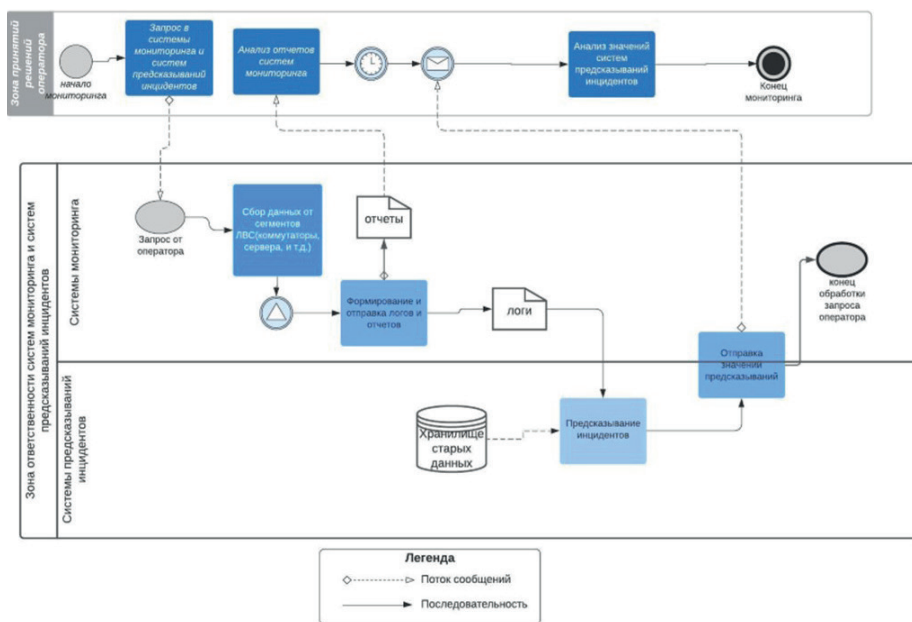 Зона принятий
решений
оператора
начало
мониторинга
Запрос в
системы
мониторинга и
систем
предсказываний
инцидентов
Анализ отчетов
систем
мониторинга
Анализ значений
систем
предсказываний
инцидентов
Конец
мониторинга
Зона ответственности систем мониторинга и систем
предсказываний инцидентов
Системы мониторинга
Запрос от
оператора
Сбор данных от
сегментов
ЛВС(коммутаторы,
сервера, и т.д.)
отчеты
Формирование и
отправка логов и
отчетов
логи
конец
обработки
запроса
оператора
Отправка
значений
предсказываний
Системы предсказываний
инцидентов
Хранилище
старых
данных
Предсказывание
инцидентов
Легенда
Поток сообщений
Последовательность